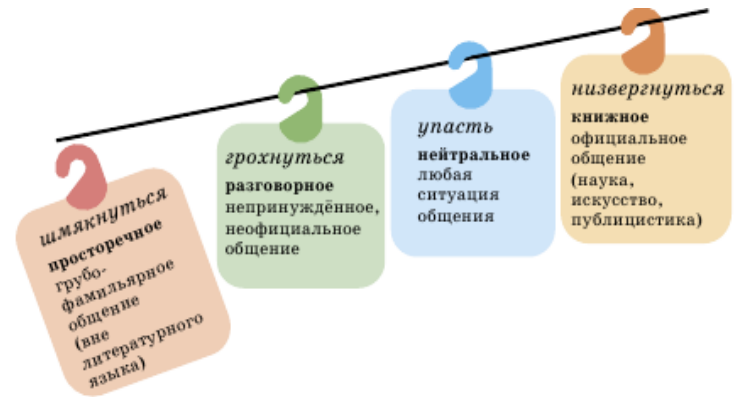 шмякнуться
просторечное
грубо-
фамильярное
общение
(вне
литературного
языка)
грохнуться
разговорное
непринуждённое,
неофициальное
общение
упасть
нейтральное
любая
ситуация
общения
низвергнуться
книжное
официальное
общение
(наука,
искусство,
публицистика)